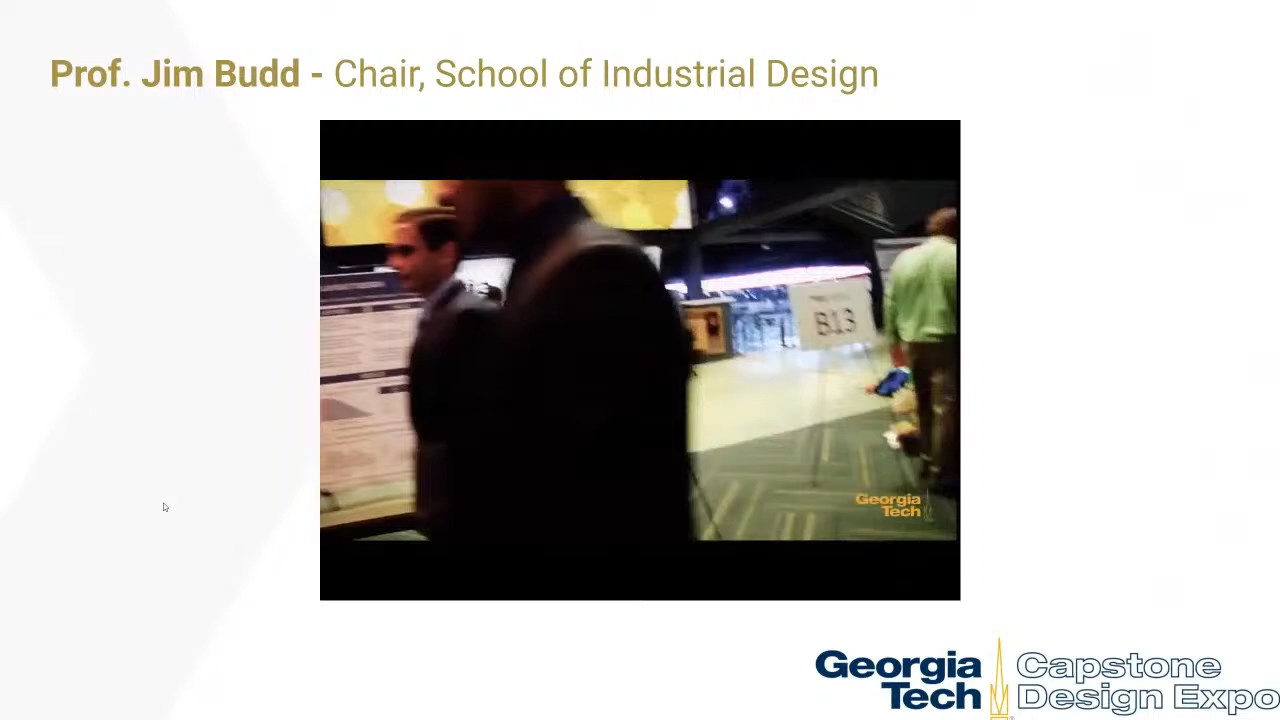 Prof. Jim Budd - Chair, School of Industrial Design
B13
Georgia
Tech
Georgia
Tech
Capstone
Design Expo